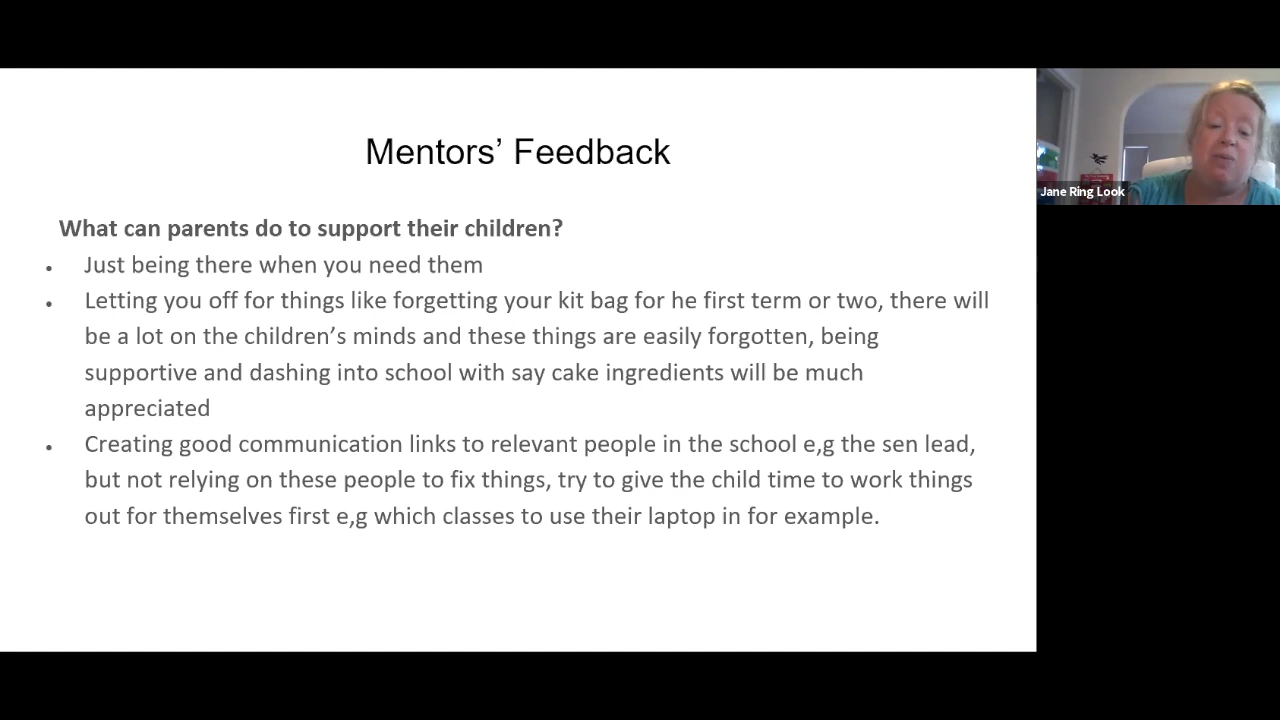 Mentors’ Feedback
Jane Ring Look
What can parents do to support their children?
• Just being there when you need them
• Letting you off for things like forgetting your kit bag for he first term or two, there will
be a lot on the children’s minds and these things are easily forgotten, being
supportive and dashing into school with say cake ingredients will be much
appreciated
• Creating good communication links to relevant people in the school e,g the sen lead,
but not relying on these people to fix things, try to give the child time to work things
out for themselves first e,g which classes to use their laptop in for example.